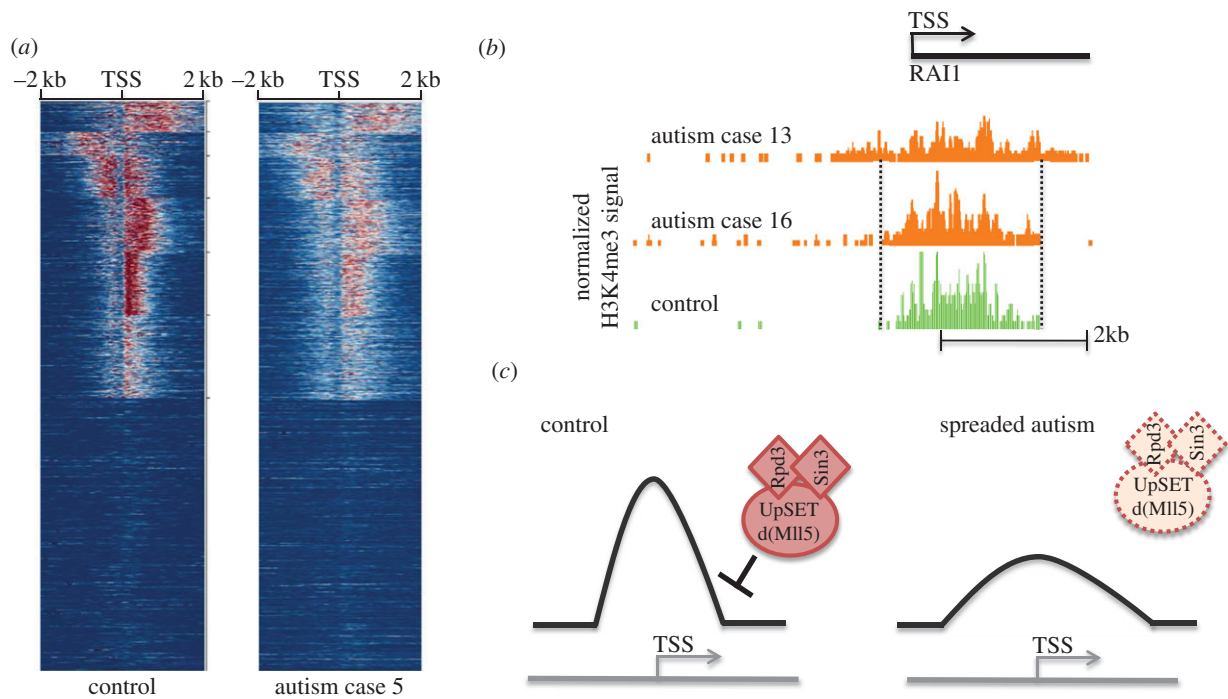 (a)
–2 kb TSS 2 kb
–2 kb TSS 2 kb
control
autism case 5
(b)
TSS
RAI1
normalized
H3K4me3 signal
autism case 13
autism case 16
control
2kb
(c)
control
Rpd3
Sin3
UpSET
d(Mll5)
TSS
spreaded autism
Rpd3
Sin3
UpSET
d(Mll5)
TSS